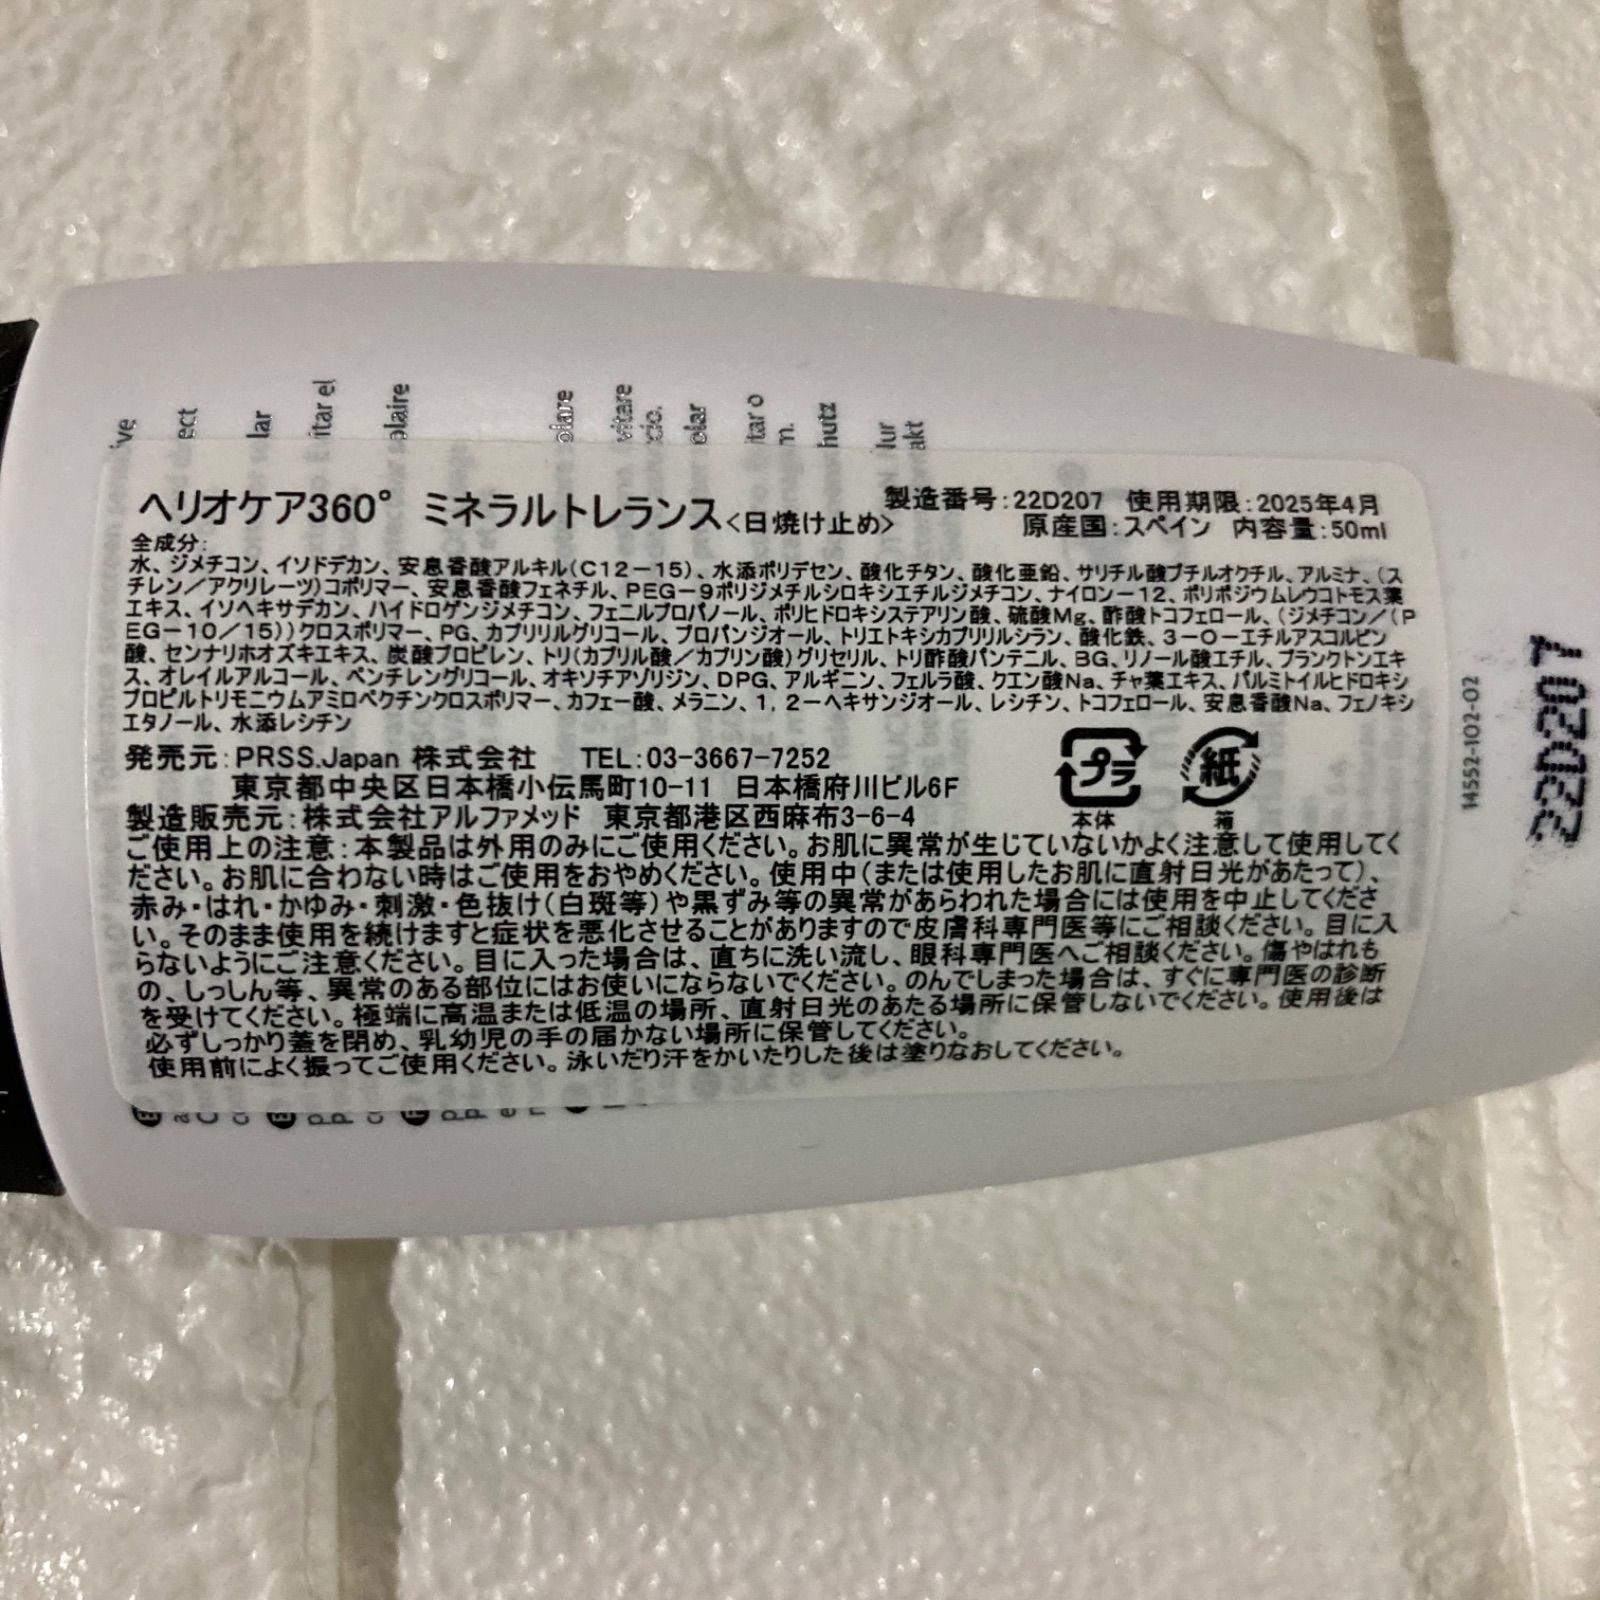 ヘリオケア360° ミネラルトレランス<日焼け止め>
製造番号:22D207 使用期限:2025年4月
原産国:スペイン 内容量:50ml
全成分:
水、ジメチコン、イソドデカン、安息香酸アルキル(C12-15)、水添ポリデセン、酸化チタン、酸化亜鉛、サリチル酸ブチルオクチル、アルミナ、(ス
チレン/アクリレーツ)コポリマー、安息香酸フェネチル、PEG-9ポリジメチルシロキシエチルジメチコン、ナイロン-12、ポリポジウムレウコトモス葉
エキス、イソヘキサデカン、ハイドロゲンジメチコン、フェニルプロパノール、ポリヒドロキシステアリン酸、硫酸Mg、酢酸トコフェロール、(ジメチコン/(P
EG-10/15))クロスポリマー、PG、カプリリルグリコール、プロパンジオール、トリエトキシカプリリルシラン、酸化鉄、3-O-エチルアスコルビン
酸、センナリホオズキエキス、炭酸プロピレン、トリ(カプリル酸/カプリン酸)グリセリル、トリ酢酸パンテニル、BG、リノール酸エチル、プランクトンエキ
ス、オレイルアルコール、ペンチレングリコール、オキソチアゾリジン、DPG、アルギニン、フェルラ酸、クエン酸Na、チャ葉エキス、パルミトイルヒドロキシ
プロピルトリモニウムアミロペクチンクロスポリマー、カフェー酸、メラニン、1,2-ヘキサンジオール、レシチン、トコフェロール、安息香酸Na、フェノキシ
エタノール、水添レシチン
発売元:PRSS.Japan 株式会社 TEL:03-3667-7252
東京都中央区日本橋小伝馬町10-11 日本橋府川ビル6F
製造販売元:株式会社アルファメッド 東京都港区西麻布3-6-4
プラ
本体
紙
箱
ご使用上の注意:本製品は外用のみにご使用ください。お肌に異常が生じていないかよく注意して使用してく
ださい。お肌に合わない時はご使用をおやめください。使用中(または使用したお肌に直射日光があたって)、
赤み・はれ・かゆみ・刺激・色抜け(白斑等)や黒ずみ等の異常があらわれた場合には使用を中止してくださ
い。そのまま使用を続けますと症状を悪化させることがありますので皮膚科専門医等にご相談ください。目に入
らないようにご注意ください。目に入った場合は、直ちに洗い流し、眼科専門医へご相談ください。傷やはれも
の、しっしん等、異常のある部位にはお使いにならないでください。のんでしまった場合は、すぐに専門医の診断
を受けてください。極端に高温または低温の場所、直射日光のあたる場所に保管しないでください。使用後は
必ずしっかり蓋を閉め、乳幼児の手の届かない場所に保管してください。
使用前によく振ってご使用ください。泳いだり汗をかいたりした後は塗りなおしてください。
14552-102-02
22D207